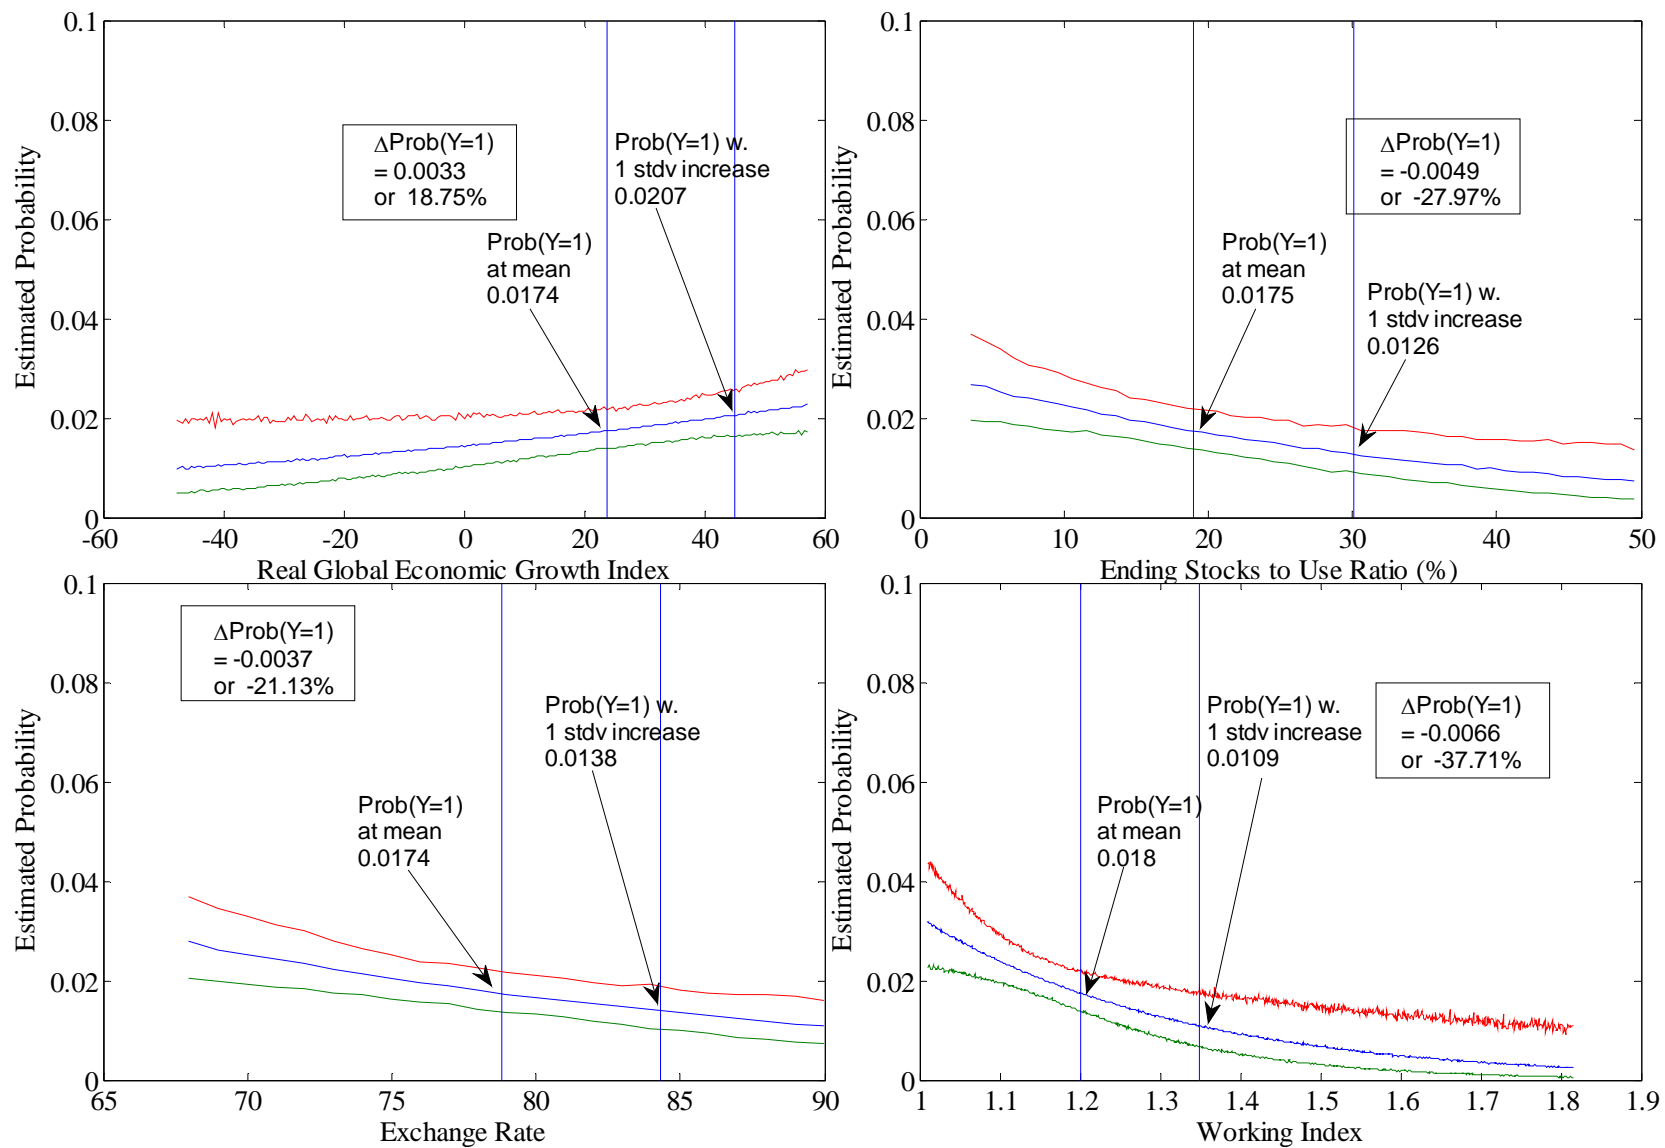 0.1
0.08
0.06
0.04
0.02
0
-60 -40 -20 0 20 40 60
Estimated Probability
Real Global Economic Growth Index
ΔProb(Y=1)
= 0.0033
or 18.75%
Prob(Y=1) w.
1 stdv increase
0.0207
Prob(Y=1)
at mean
0.0174
0.1
0.08
0.06
0.04
0.02
0
0 10 20 30 40 50
Estimated Probability
Ending Stocks to Use Ratio (%)
ΔProb(Y=1)
= -0.0049
or -27.97%
Prob(Y=1)
at mean
0.0175
Prob(Y=1) w.
1 stdv increase
0.0126
0.1
0.08
0.06
0.04
0.02
0
65 70 75 80 85 90
Estimated Probability
Exchange Rate
ΔProb(Y=1)
= -0.0037
or -21.13%
Prob(Y=1) w.
1 stdv increase
0.0138
Prob(Y=1)
at mean
0.0174
0.1
0.08
0.06
0.04
0.02
0
1 1.1 1.2 1.3 1.4 1.5 1.6 1.7 1.8 1.9
Estimated Probability
Working Index
Prob(Y=1) w.
1 stdv increase
0.0109
ΔProb(Y=1)
= -0.0066
or -37.71%
Prob(Y=1)
at mean
0.018